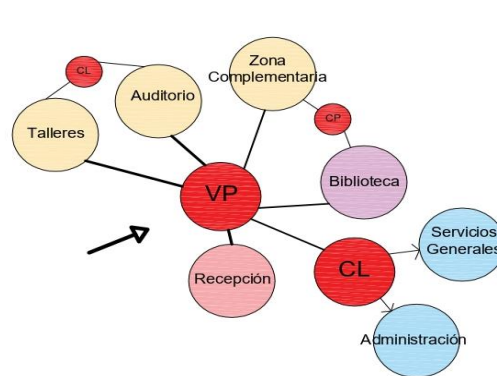 CL
Zona
Complementaria
Auditorio
CP
Talleres
VP
Biblioteca
Servicios
Generales
Recepción
CL
Administración